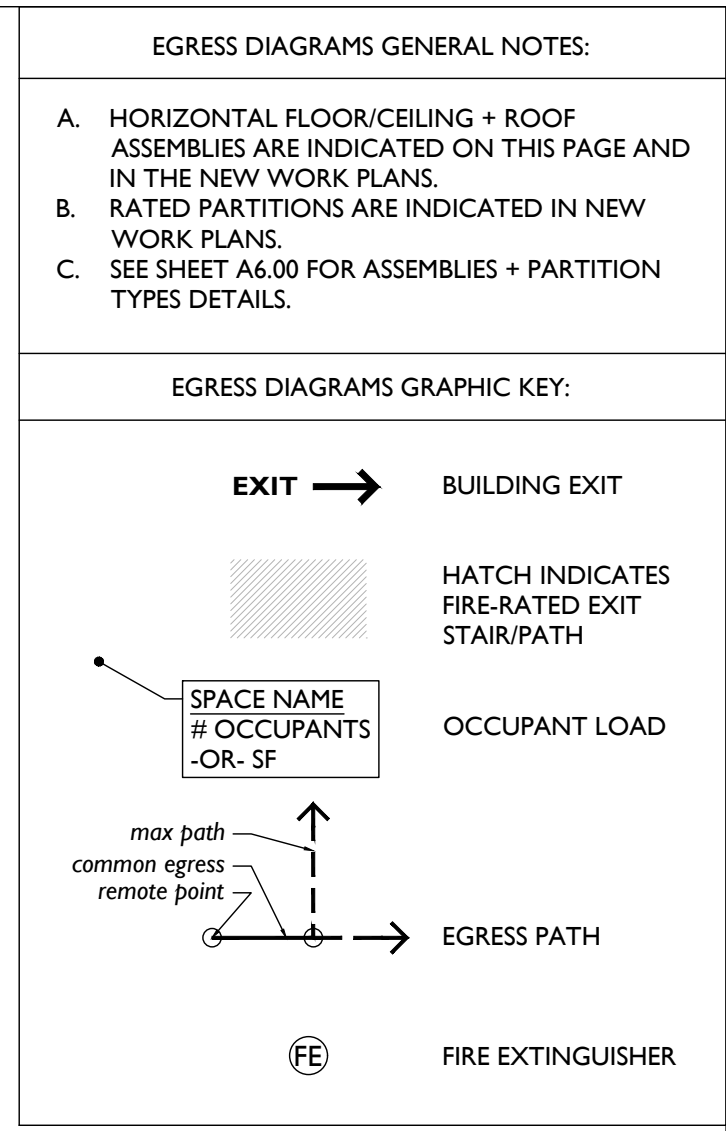 EGRESS DIAGRAMS GENERAL NOTES:
A. HORIZONTAL FLOOR/CEILING + ROOF
ASSEMBLIES ARE INDICATED ON THIS PAGE AND
IN THE NEW WORK PLANS.
B. RATED PARTITIONS ARE INDICATED IN NEW
WORK PLANS.
C. SEE SHEET A6.00 FOR ASSEMBLIES + PARTITION
TYPES DETAILS.
EGRESS DIAGRAMS GRAPHIC KEY:
EXIT BUILDING EXIT
HATCH INDICATES
FIRE-RATED EXIT
STAIR/PATH
SPACE NAME
# OCCUPANTS
-OR- SF
OCCUPANT LOAD
max path
common egress
remote point
EGRESS PATH
FE FIRE EXTINGUISHER